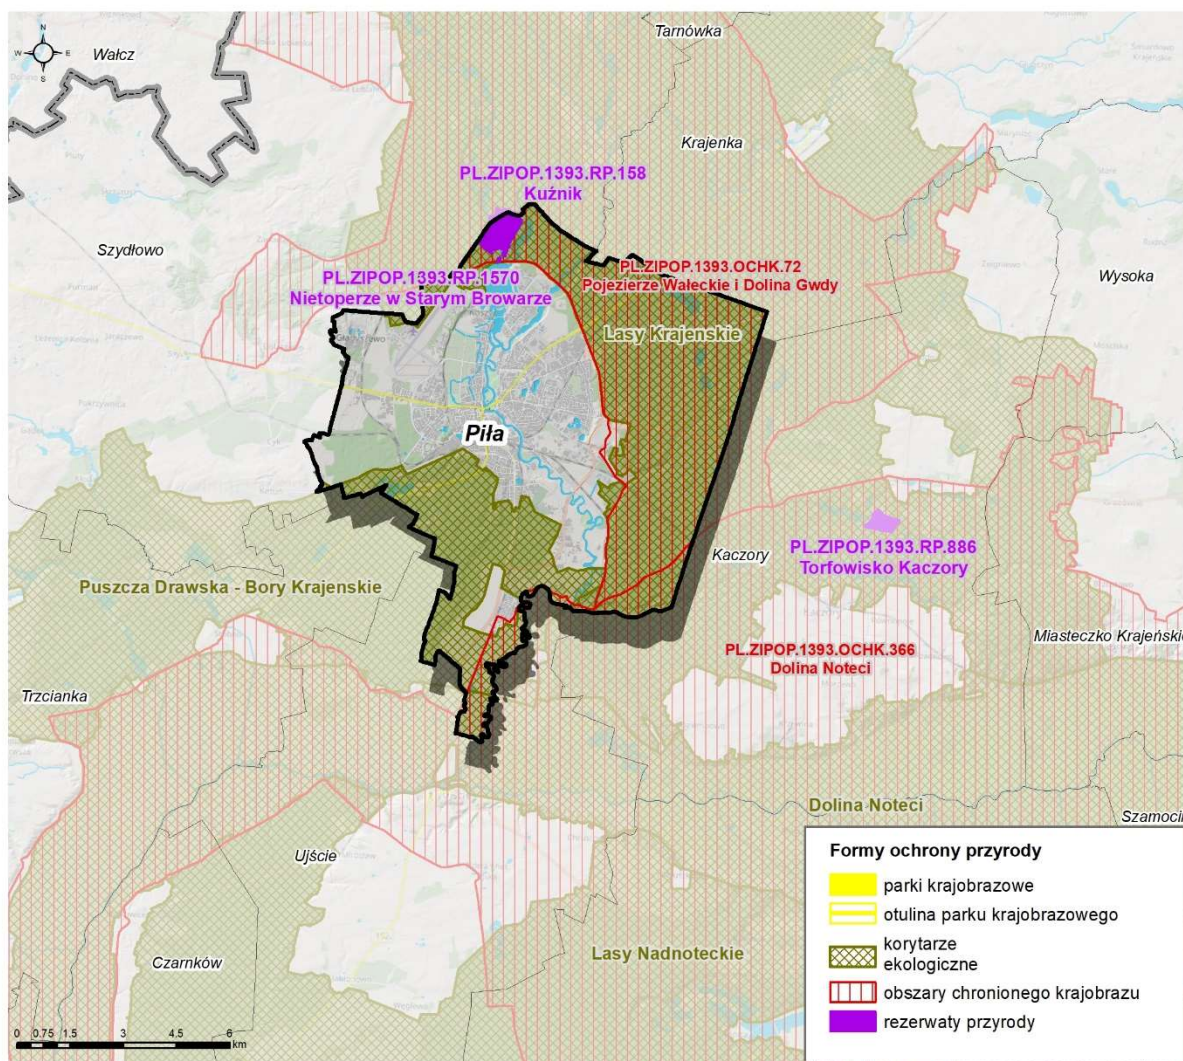 N
W
E
S
Wałcz
Tarnówka
Krajenka
PL.ZIPOP.1393.RP.158
Kuźnik
Szydłowo
PL.ZIPOP.1393.RP.1570
Nietoperze w Starym Browarze
PL.ZIPOP.1393.OCHK.72
Pojezierze Wałeckie i Dolina Gwdy
Wysoka
Lasy Krajenskie
Piła
Kaczory
PL.ZIPOP.1393.RP.886
Torfowisko Kaczory
Puszcza Drawska - Bory Krajenskie
Miasteczko Krajeńskie
PL.ZIPOP.1393.OCHK.366
Dolina Noteci
Trzcianka
Dolina Noteci
Szamocin
Ujście
Czarnków
Lasy Nadnoteckie
Formy ochrony przyrody
parki krajobrazowe
otulina parku krajobrazowego
korytarze
ekologiczne
obszary chronionego krajobrazu
rezerwaty przyrody
0 0.75 1.5 3 4.5 6
km